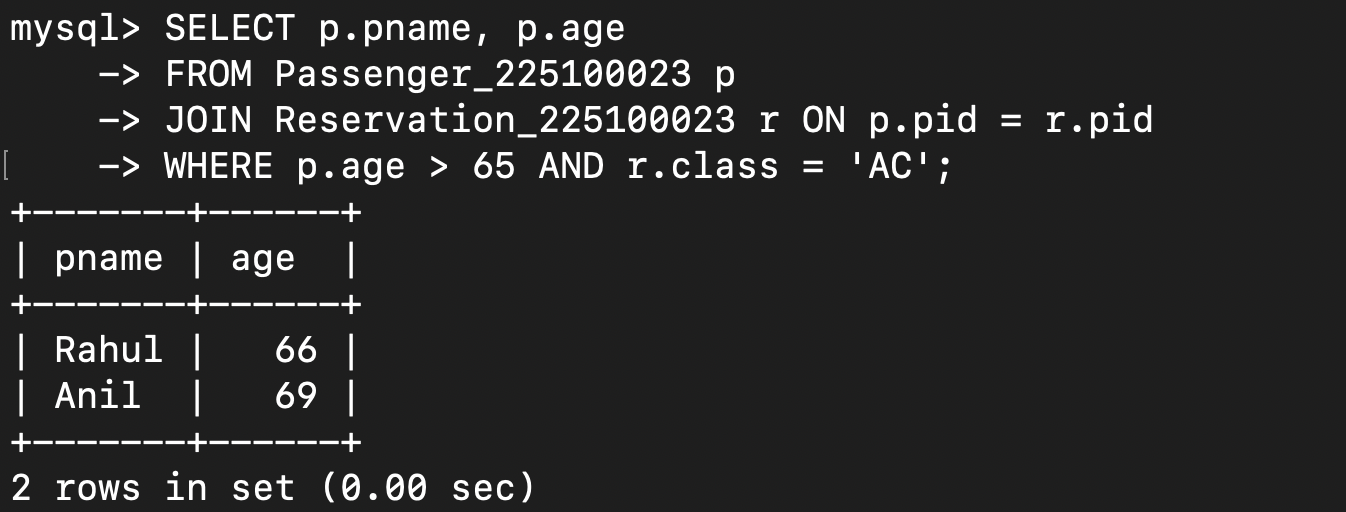 mysql> SELECT p.pname, p.age
    -> FROM Passenger_225100023 p
    -> JOIN Reservation_225100023 r ON p.pid = r.pid
    -> WHERE p.age > 65 AND r.class = 'AC';
+-------+------+
| pname | age  |
+-------+------+
| Rahul |   66 |
| Anil  |   69 |
+-------+------+
2 rows in set (0.00 sec)